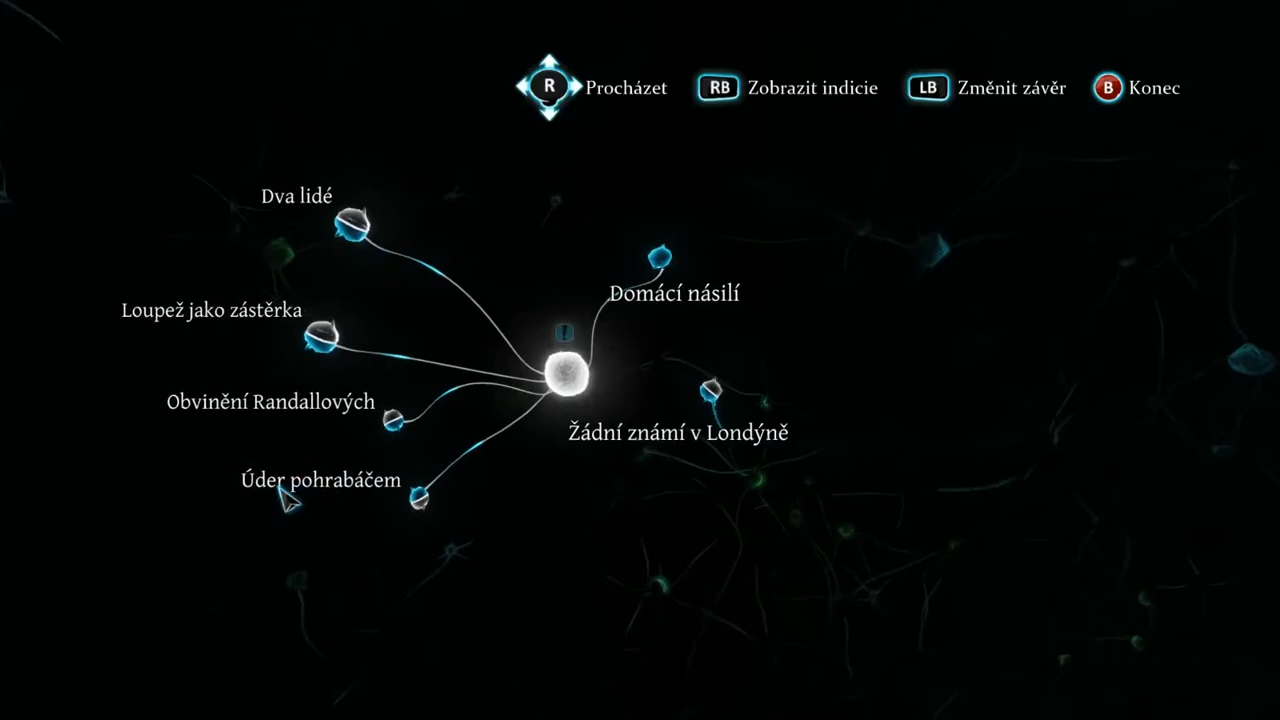 R Procházet RB Zobrazit indicie LB Změnit závěr B Konec
Dva lidé
Domácí násilí
Loupež jako zástěrka
Obvinění Randallových
Žádní známí v Londýně
Úder pohrabáčem